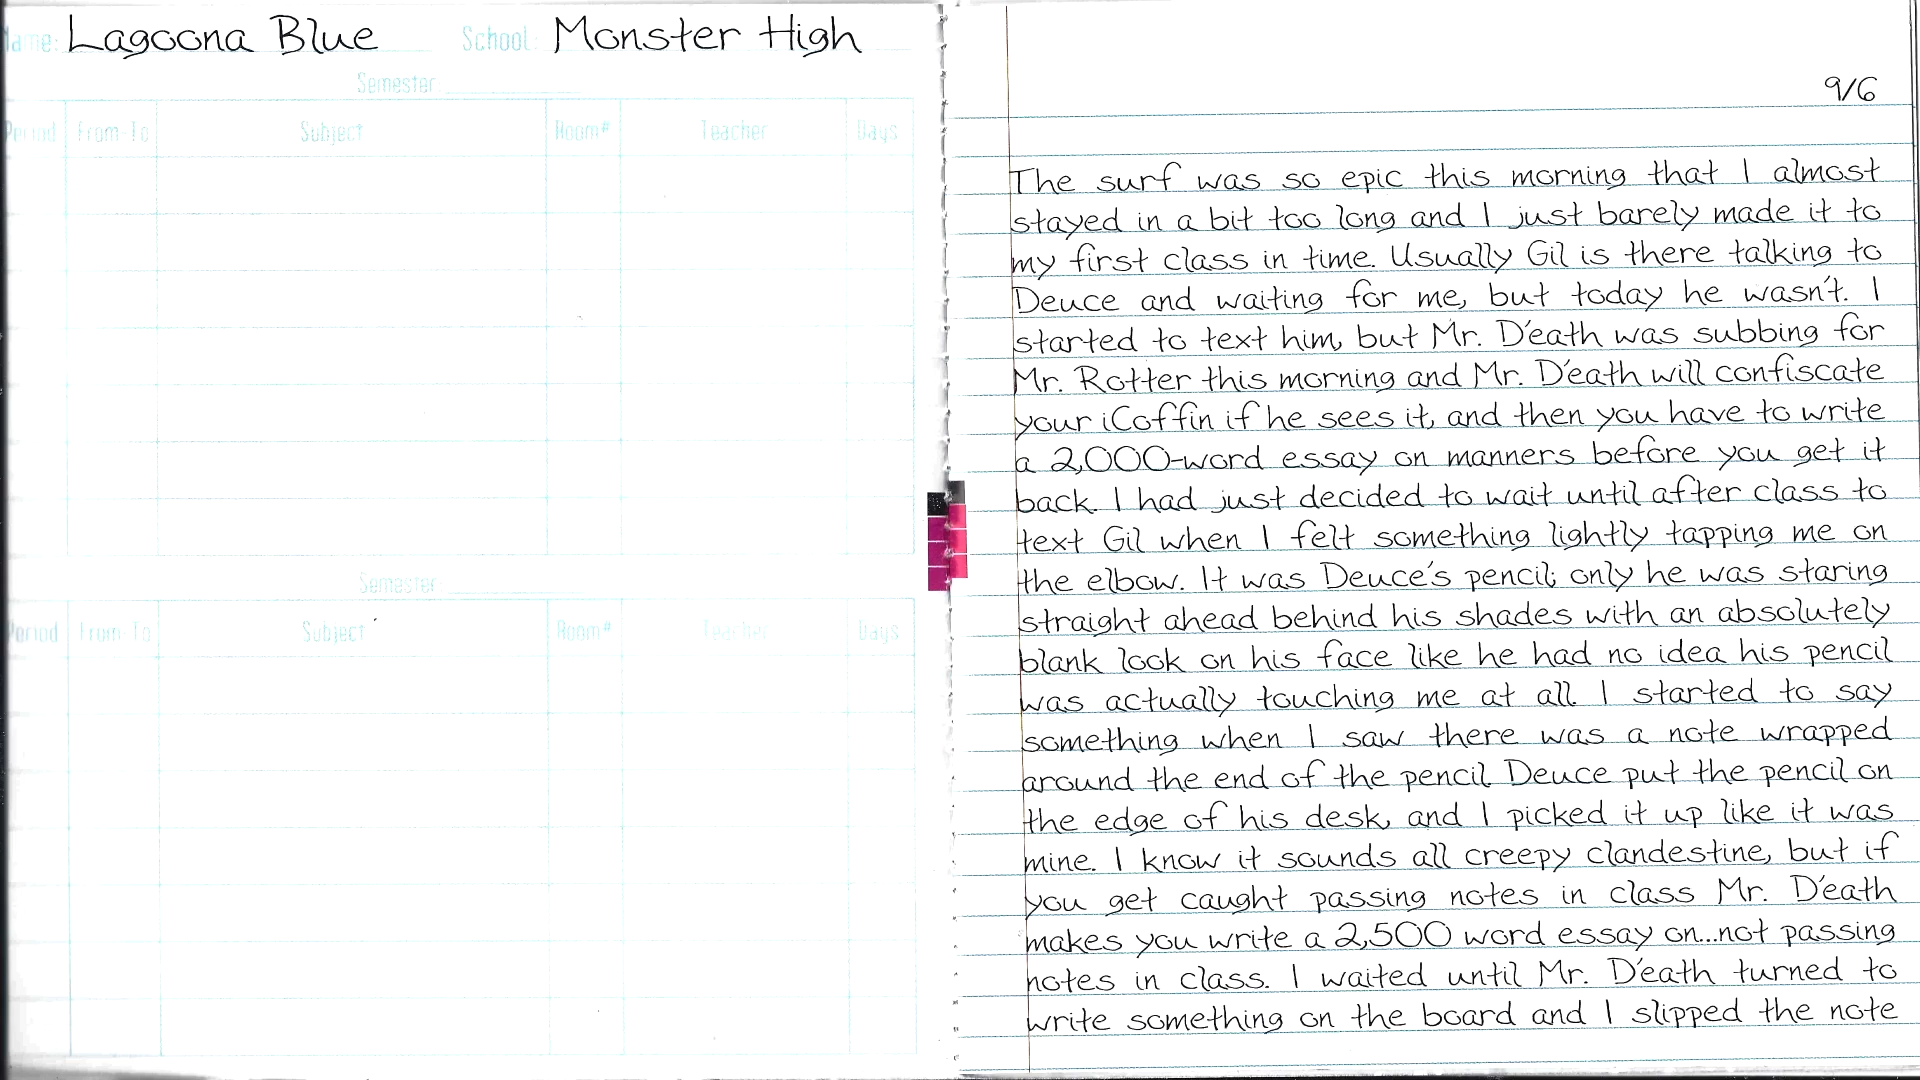 Name: Lagoona Blue School: Monster High
Semester
Period From-To Subject Room# Teacher Days
Semester
Period From-To Subject Room# Teacher Days
9/6
The surf was so epic this morning that I almost
stayed in a bit too long and I just barely made it to
my first class in time. Usually Gil is there talking to
Deuce and waiting for me, but today he wasn't. I
started to text him, but Mr. D'eath was subbing for
Mr. Rotter this morning and Mr. D'eath will confiscate
your iCoffin if he sees it, and then you have to write
a 2,000-word essay on manners before you get it
back. I had just decided to wait until after class to
text Gil when I felt something lightly tapping me on
the elbow. It was Deuce's pencil; only he was staring
straight ahead behind his shades with an absolutely
blank look on his face like he had no idea his pencil
was actually touching me at all. I started to say
something when I saw there was a note wrapped
around the end of the pencil. Deuce put the pencil on
the edge of his desk, and I picked it up like it was
mine. I know it sounds all creepy clandestine, but if
you get caught passing notes in class Mr. D'eath
makes you write a 2,500 word essay on...not passing
notes in class. I waited until Mr. D'eath turned to
write something on the board and I slipped the note